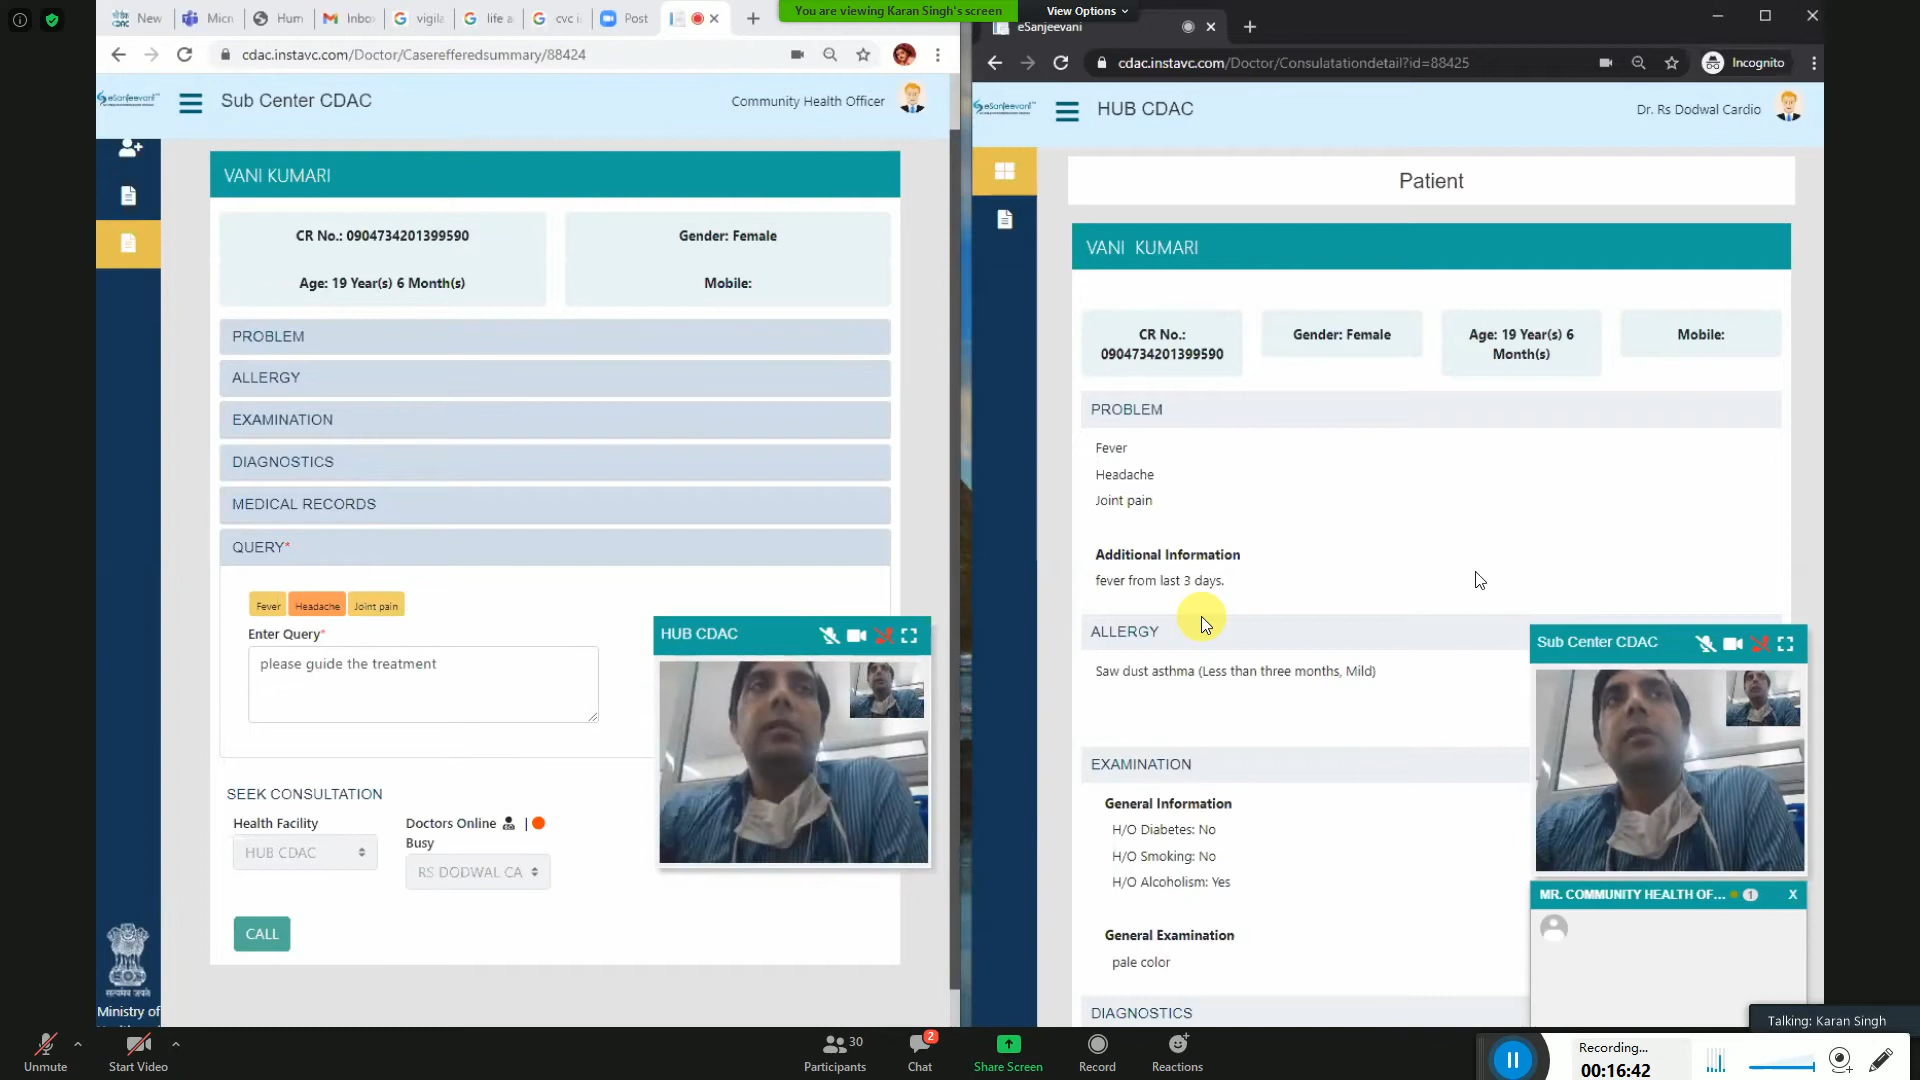 You are viewing Karan Singh's screen
View Options
New
Micr
Hum
Inbo
vigila
life a
cvc i
Post
cdac.instavc.com/Doctor/Caserefferedsummary/88424
eSanjeevani
Sub Center CDAC
Community Health Officer
VANI KUMARI
CR No.: 0904734201399590
Gender: Female
Age: 19 Year(s) 6 Month(s)
Mobile:
PROBLEM
ALLERGY
EXAMINATION
DIAGNOSTICS
MEDICAL RECORDS
QUERY*
Fever
Headache
Joint pain
Enter Query*
please guide the treatment
SEEK CONSULTATION
Health Facility
HUB CDAC
Doctors Online |
Busy
RS DODWAL CA
CALL
Ministry of
HUB CDAC
eSanjeevani
cdac.instavc.com/Doctor/Consulatationdetail?id=88425
Incognito
eSanjeevani
HUB CDAC
Dr. Rs Dodwal Cardio
Patient
VANI KUMARI
CR No.:
0904734201399590
Gender: Female
Age: 19 Year(s) 6
Month(s)
Mobile:
PROBLEM
Fever
Headache
Joint pain
Additional Information
fever from last 3 days.
ALLERGY
Saw dust asthma (Less than three months, Mild)
EXAMINATION
General Information
H/O Diabetes: No
H/O Smoking: No
H/O Alcoholism: Yes
General Examination
pale color
DIAGNOSTICS
Sub Center CDAC
MR. COMMUNITY HEALTH OF...
1
X
Talking: Karan Singh
Unmute
Start Video
Participants
30
Chat
2
Share Screen
Record
Reactions
Recording...
00:16:42